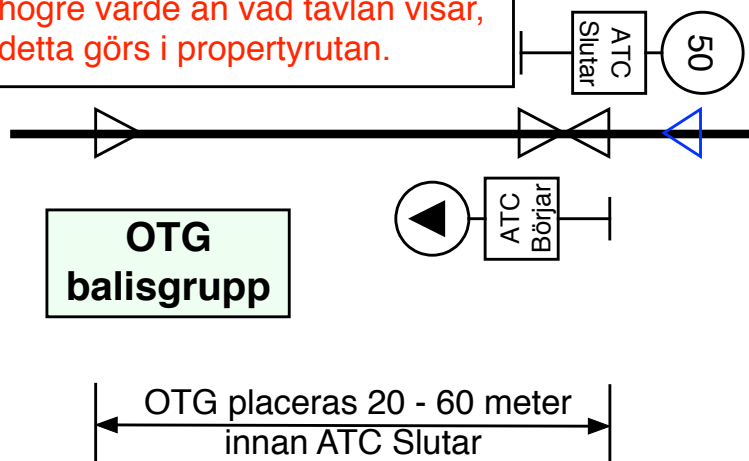 högre värde än vad tavlan visar,
detta görs i propertyrutan.
ATC
Slutar
50
ATC
Börjar
OTG
balisgrupp
OTG placeras 20 - 60 meter
innan ATC Slutar